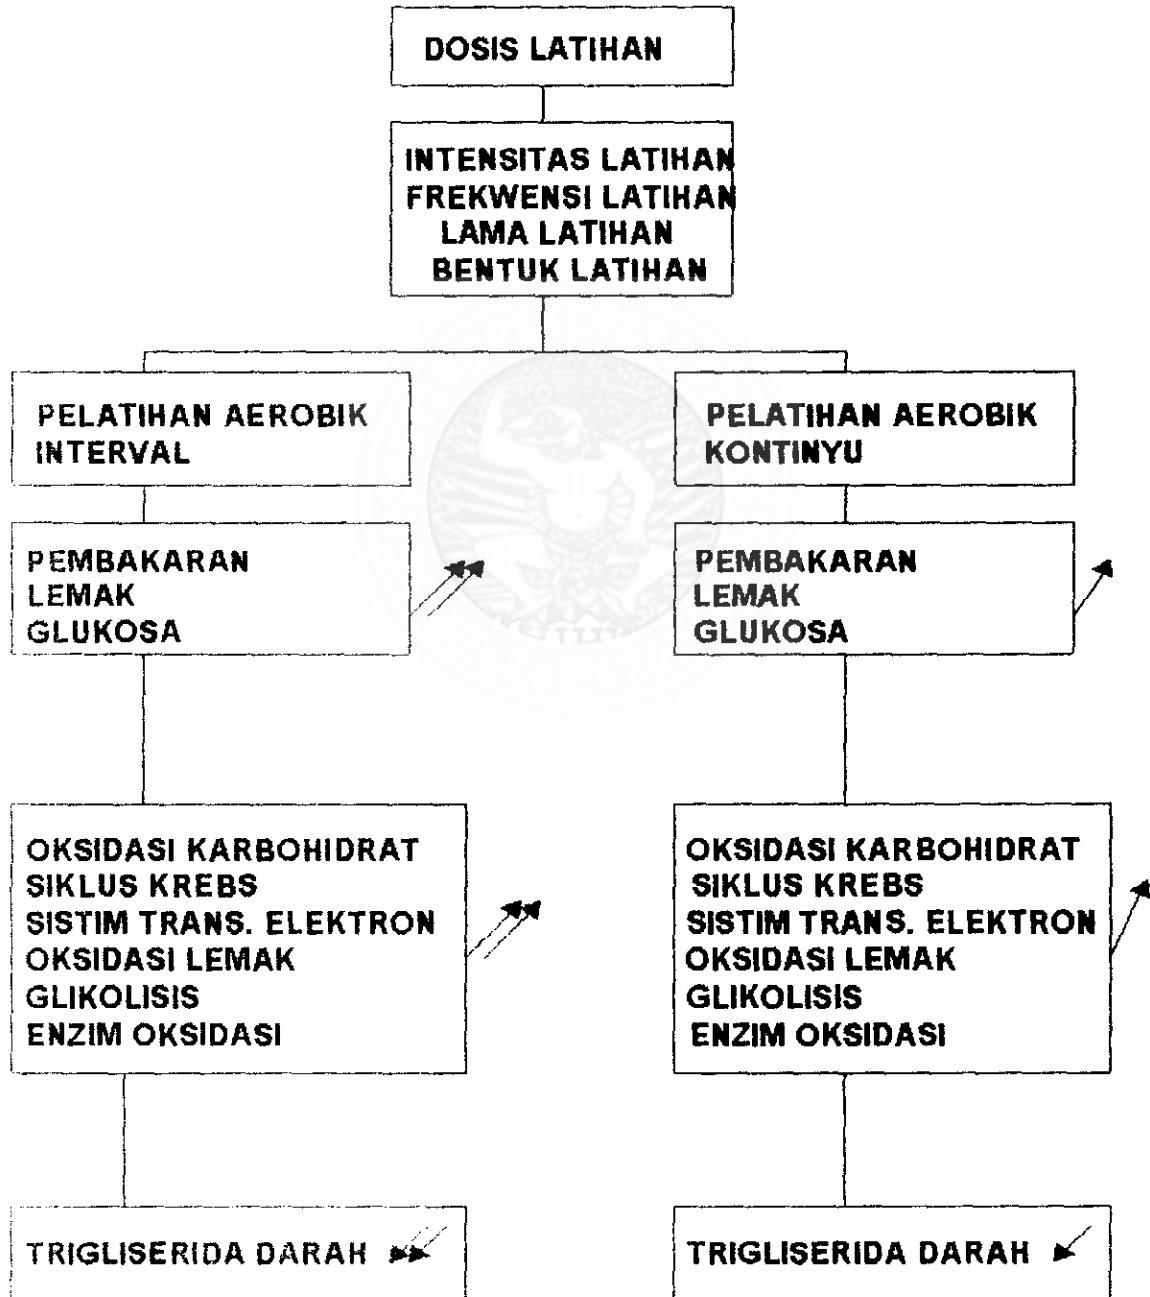 DOSIS LATIHAN
INTENSITAS LATIHAN
FREKWENSI LATIHAN
LAMA LATIHAN
BENTUK LATIHAN
PELATIHAN AEROBIK
INTERVAL
PEMBAKARAN
LEMAK
GLUKOSA
OKSIDASI KARBOHIDRAT
SIKLUS KREBS
SISTIM TRANS. ELEKTRON
OKSIDASI LEMAK
GLIKOLISIS
ENZIM OKSIDASI
TRIGLISERIDA DARAH
PELATIHAN AEROBIK
KONTINYU
PEMBAKARAN
LEMAK
GLUKOSA
OKSIDASI KARBOHIDRAT
SIKLUS KREBS
SISTIM TRANS. ELEKTRON
OKSIDASI LEMAK
GLIKOLISIS
ENZIM OKSIDASI
TRIGLISERIDA DARAH